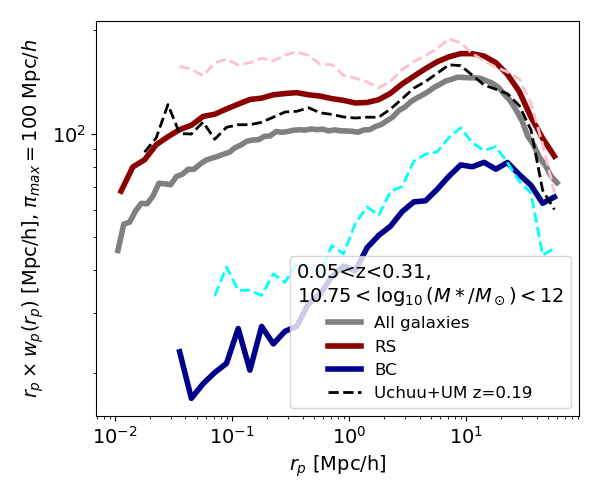 r_p × w_p(r_p) [Mpc/h], π_max = 100 Mpc/h
10²
0.05<z<0.31,
10.75 < log₁₀(M*/M⊙) < 12
All galaxies
RS
BC
Uchuu+UM z=0.19
10⁻² 10⁻¹ 10⁰ 10¹
r_p [Mpc/h]